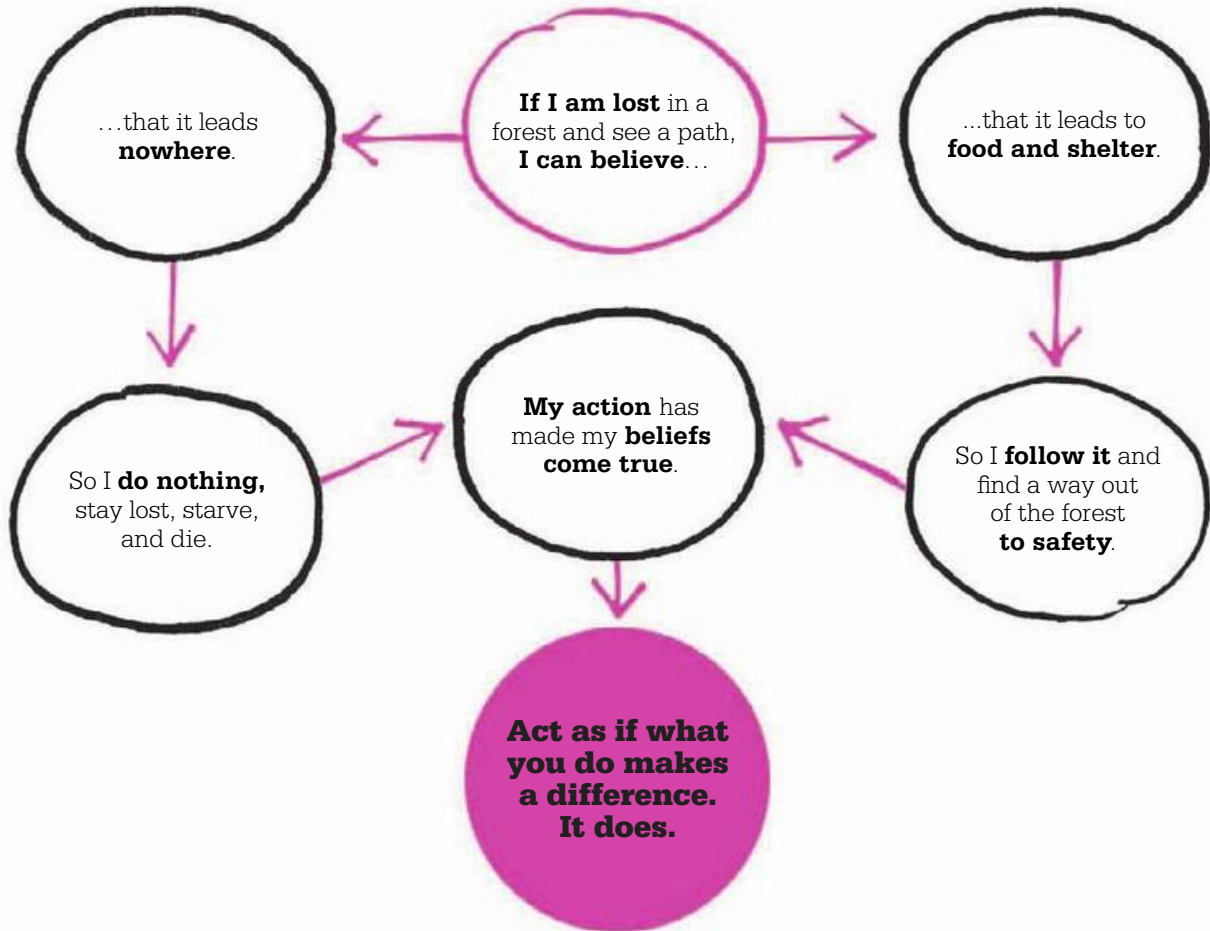 If I am lost in a
forest and see a path,
I can believe…
…that it leads
nowhere.
...that it leads to
food and shelter.
So I do nothing,
stay lost, starve,
and die.
So I follow it and
find a way out
of the forest
to safety.
My action has
made my beliefs
come true.
Act as if what
you do makes
a difference.
It does.